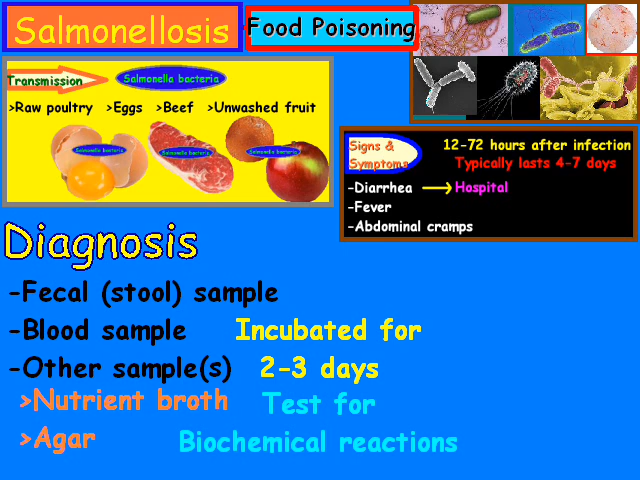 Salmonellosis
Food Poisoning
Transmission
Salmonella bacteria
>Raw poultry >Eggs >Beef >Unwashed fruit
Salmonella bacteria
Salmonella bacteria
Salmonella bacteria
Signs &
Symptoms
12-72 hours after infection
Typically lasts 4-7 days
-Diarrhea
Hospital
-Fever
-Abdominal cramps
Diagnosis
-Fecal (stool) sample
-Blood sample
-Other sample(s)
Incubated for
2-3 days
>Nutrient broth
>Agar
Test for
Biochemical reactions